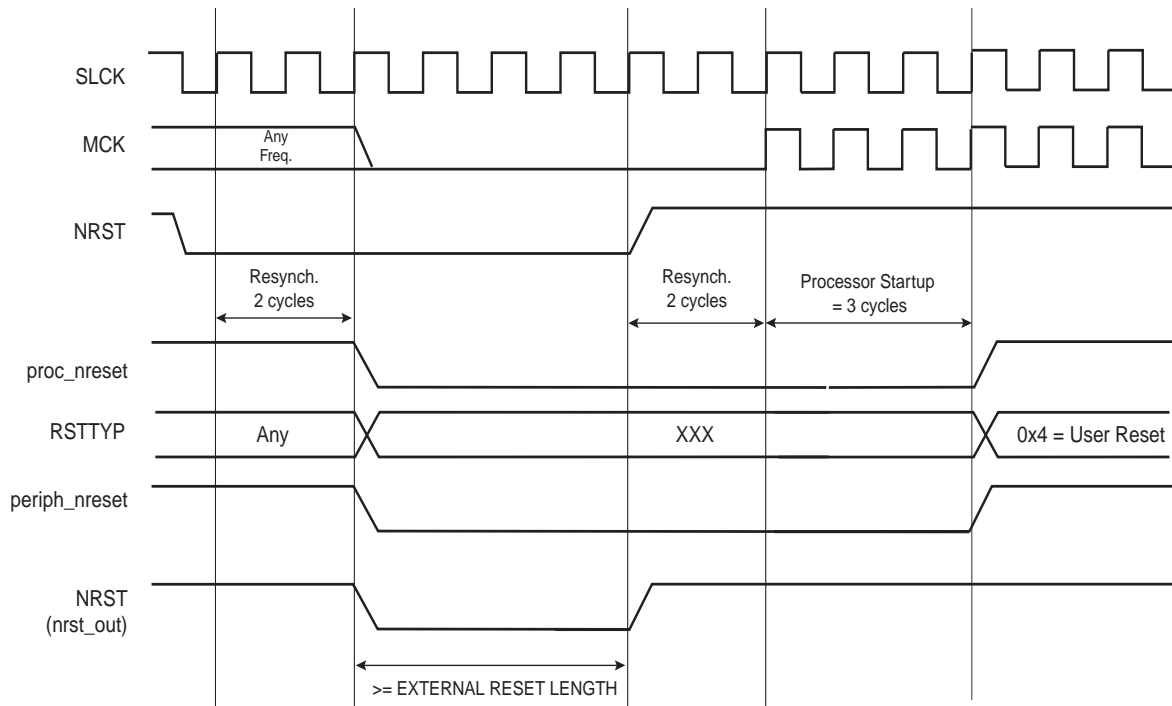 SLCK
MCK
Any
Freq.
NRST
Resynch.
2 cycles
Resynch.
2 cycles
Processor Startup
= 3 cycles
proc_nreset
RSTTYP
Any
XXX
0x4 = User Reset
periph_nreset
NRST
(nrst_out)
>= EXTERNAL RESET LENGTH